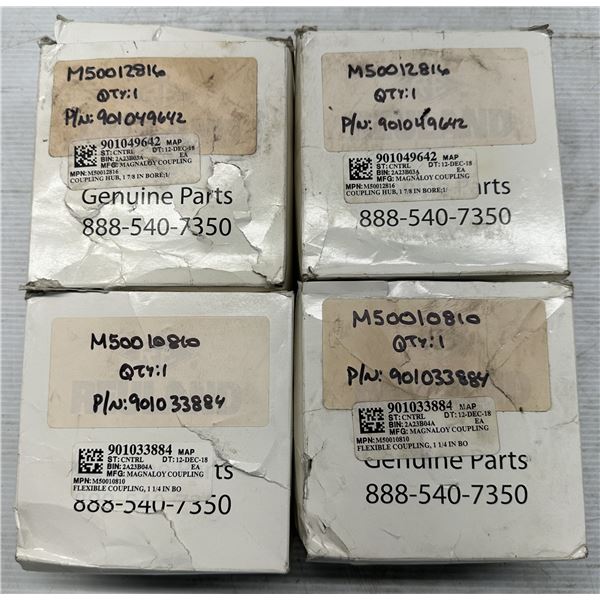 M50012816
QTY:1
P/N: 901049642
901049642 MAP
ST: CNTRL DT: 12-DEC-18
BIN: 2A23B03A EA
MFG: MAGNALOY COUPLING
MPN: M50012816
COUPLING HUB, 1 7/8 IN BORE;1/
Genuine Parts
888-540-7350
M50012816
QTY:1
P/N: 901049642
901049642 MAP
ST: CNTRL DT: 12-DEC-18
BIN: 2A23B03A EA
MFG: MAGNALOY COUPLING
MPN: M50012816
COUPLING HUB, 1 7/8 IN BORE;1/
Genuine Parts
888-540-7350
M50010810
QTY:1
P/N: 901033884
901033884 MAP
ST: CNTRL DT: 12-DEC-18
BIN: 2A23B04A EA
MFG: MAGNALOY COUPLING
MPN: M50010810
FLEXIBLE COUPLING, 1 1/4 IN BO
Parts
888-540-7350
M50010810
QTY:1
P/N: 901033884
901033884 MAP
ST: CNTRL DT: 12-DEC-18
BIN: 2A23B04A EA
MFG: MAGNALOY COUPLING
MPN: M50010810
FLEXIBLE COUPLING, 1 1/4 IN BO
Genuine Parts
888-540-7350